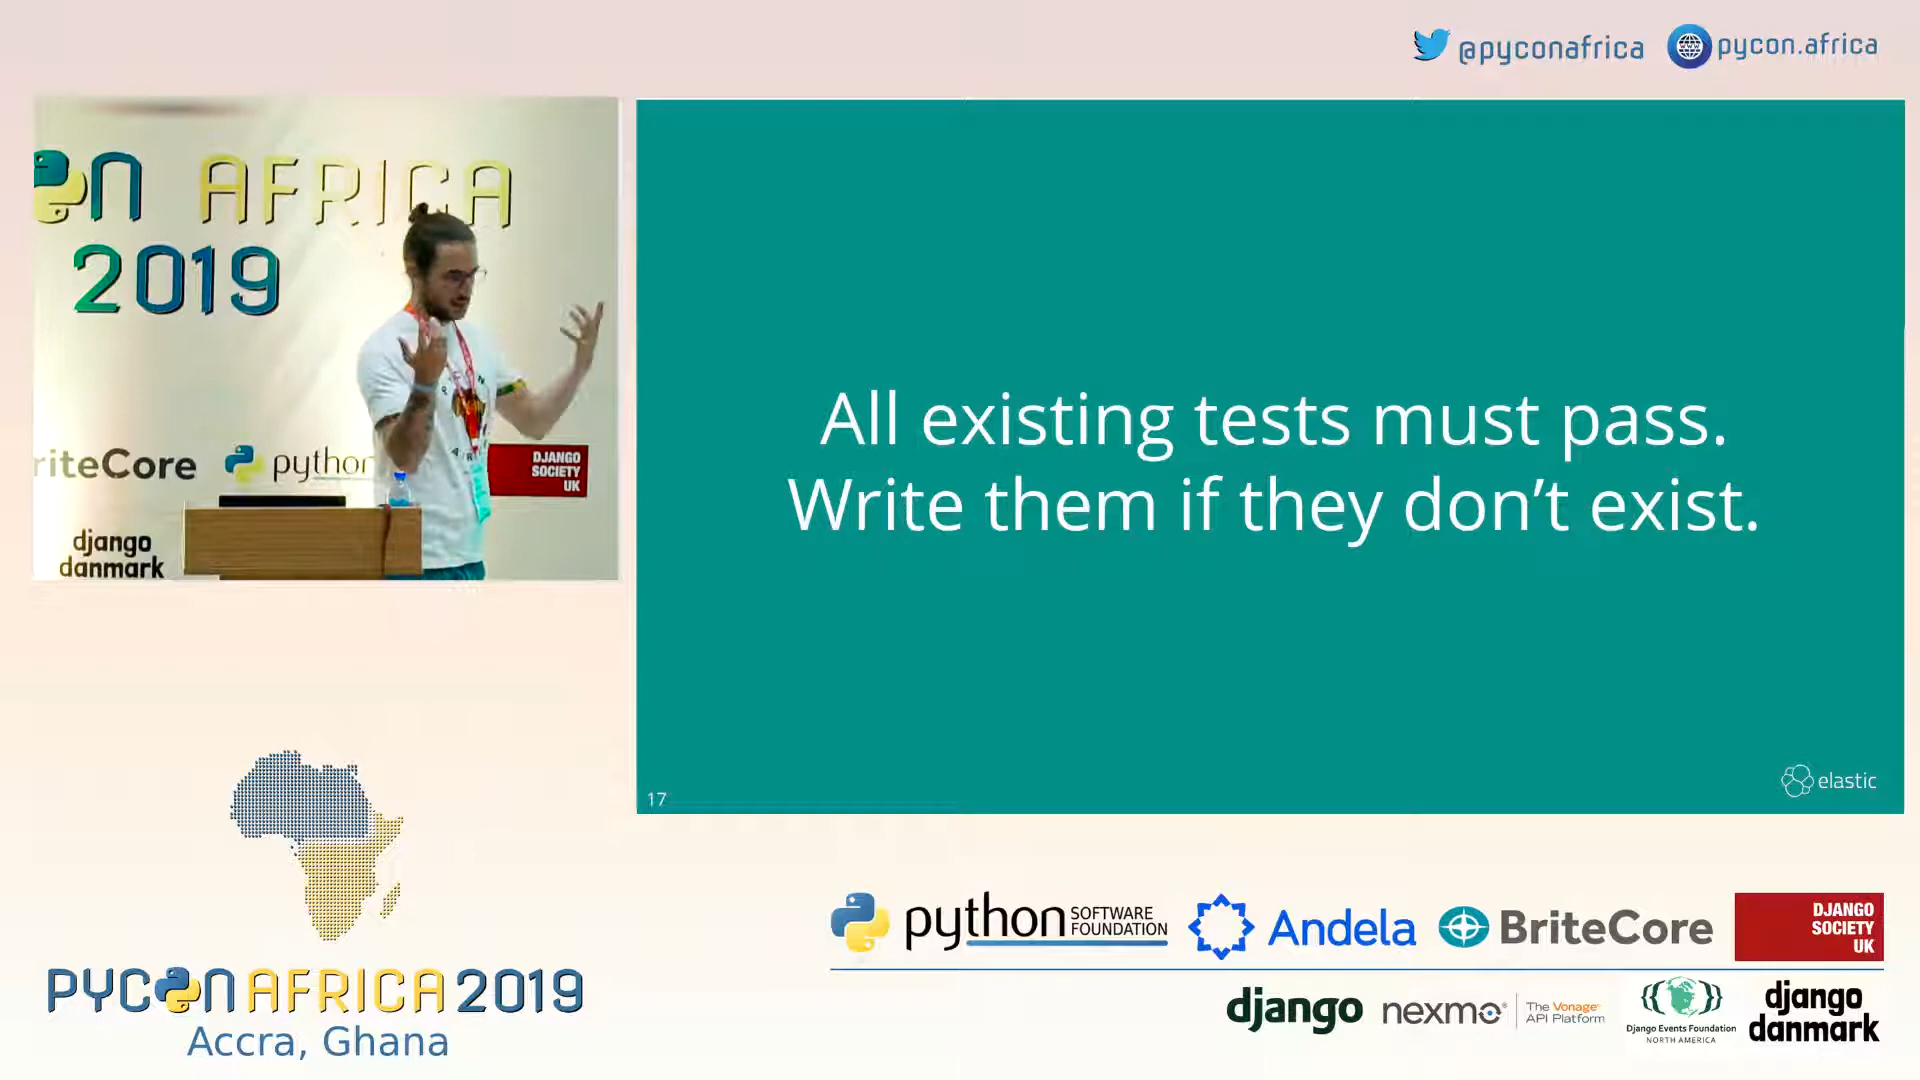 @pyconafrica
pycon.africa
ON AFRICA
2019
riteCore
python
DJANGO
SOCIETY
UK
django
danmark
All existing tests must pass.
Write them if they don’t exist.
17
elastic
PYCON AFRICA 2019
Accra, Ghana
python SOFTWARE
FOUNDATION
Andela
BriteCore
DJANGO
SOCIETY
UK
django
nexmo
The Vonage
API Platform
Django Events Foundation
NORTH AMERICA
django
danmark